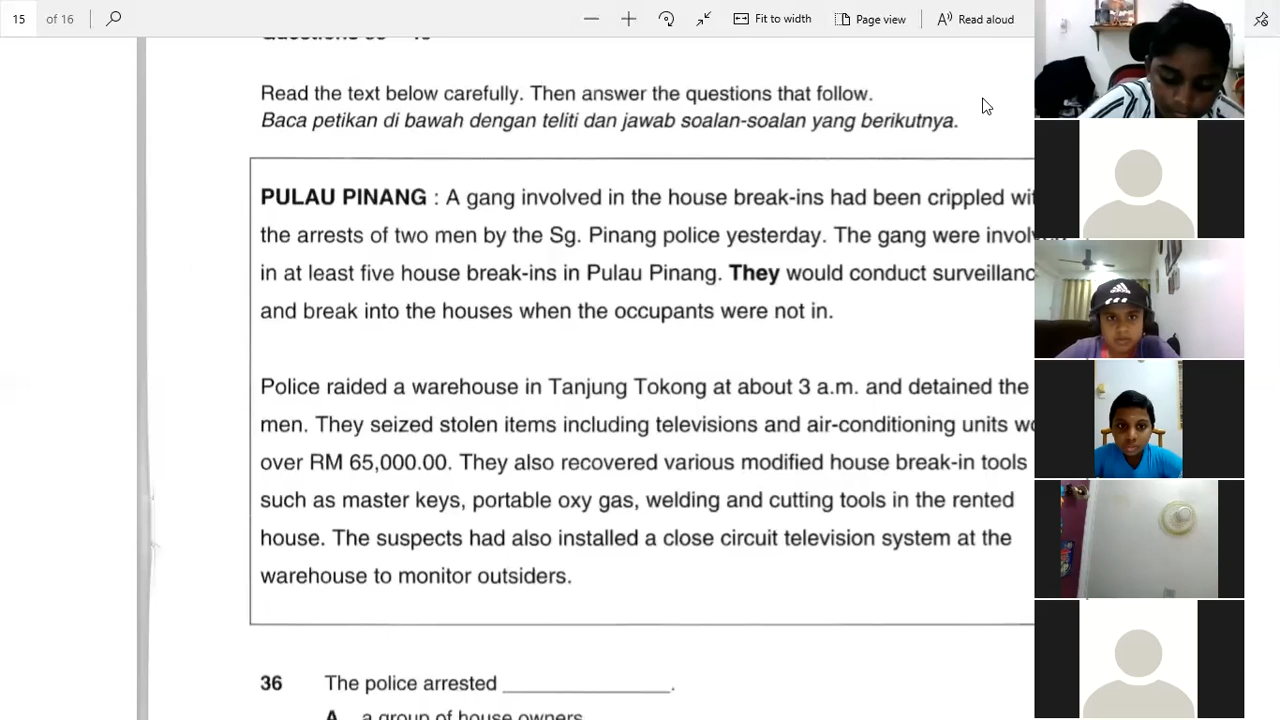 15 of 16
Fit to width
Page view
Read aloud
Read the text below carefully. Then answer the questions that follow.
Baca petikan di bawah dengan teliti dan jawab soalan-soalan yang berikutnya.
PULAU PINANG : A gang involved in the house break-ins had been crippled
the arrests of two men by the Sg. Pinang police yesterday. The gang were
in at least five house break-ins in Pulau Pinang. They would conduct
and break into the houses when the occupants were not in.
Police raided a warehouse in Tanjung Tokong at about 3 a.m. and detained the
men. They seized stolen items including televisions and air-conditioning units
over RM 65,000.00. They also recovered various modified house break-in tools
such as master keys, portable oxy gas, welding and cutting tools in the rented
house. The suspects had also installed a close circuit television system at the
warehouse to monitor outsiders.
36 The police arrested ________________.
A a group of house owners